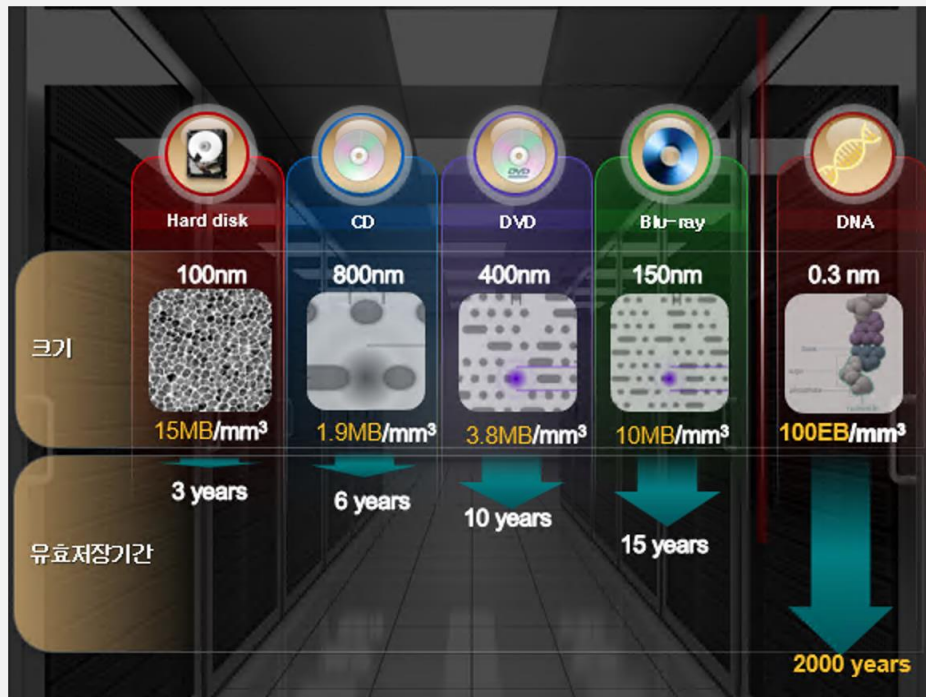 Hard disk
CD
DVD
Blu-ray
DNA
크기
100nm
800nm
400nm
150nm
0.3 nm
15MB/mm³
1.9MB/mm³
3.8MB/mm³
10MB/mm³
100EB/mm³
유효저장기간
3 years
6 years
10 years
15 years
2000 years